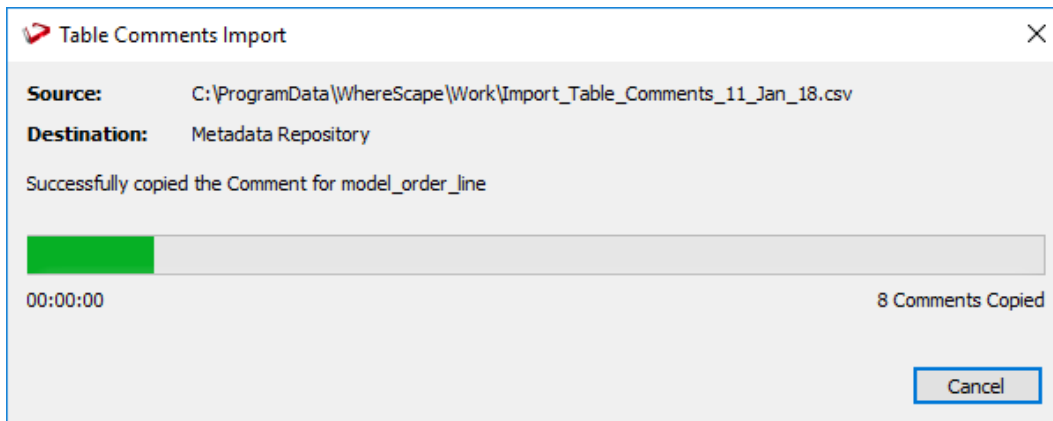 Table Comments Import
Source: C:\ProgramData\WhereScape\Work\Import_Table_Comments_11_Jan_18.csv
Destination: Metadata Repository
Successfully copied the Comment for model_order_line
00:00:00 8 Comments Copied
Cancel